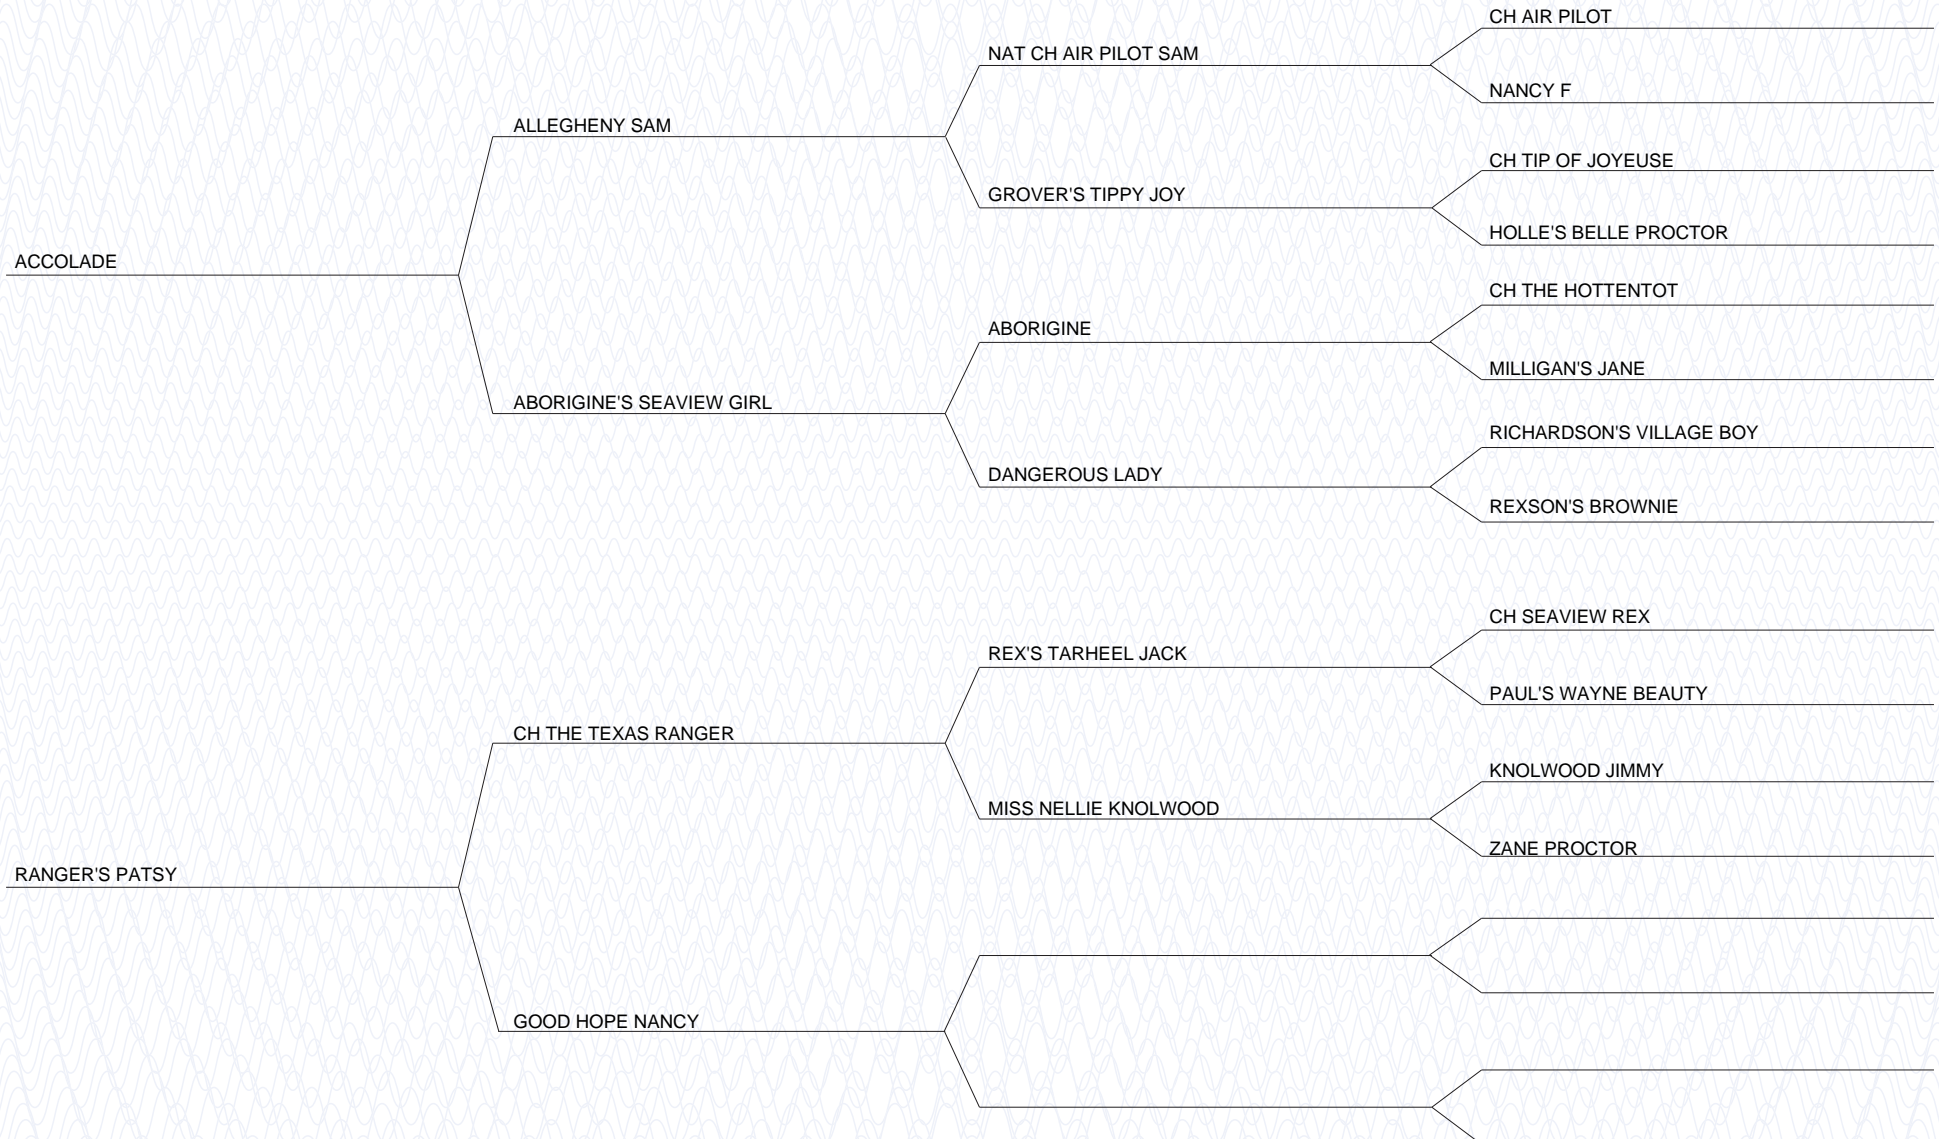 CH AIR PILOT
NAT CH AIR PILOT SAM
NANCY F
ALLEGHENY SAM
CH TIP OF JOYEUSE
GROVER'S TIPPY JOY
HOLLE'S BELLE PROCTOR
ACCOLADE
CH THE HOTTENTOT
ABORIGINE
MILLIGAN'S JANE
ABORIGINE'S SEAVIEW GIRL
RICHARDSON'S VILLAGE BOY
DANGEROUS LADY
REXSON'S BROWNIE
CH SEAVIEW REX
REX'S TARHEEL JACK
PAUL'S WAYNE BEAUTY
CH THE TEXAS RANGER
KNOLWOOD JIMMY
MISS NELLIE KNOLWOOD
ZANE PROCTOR
RANGER'S PATSY
GOOD HOPE NANCY